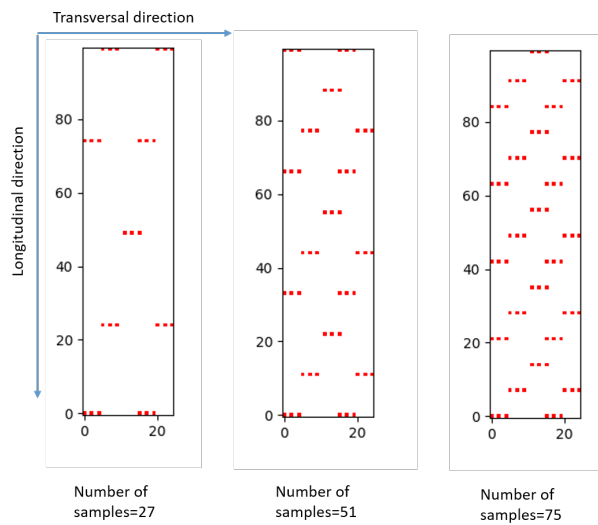 Transversal direction
Longitudinal direction
80
60
40
20
0
0 20
80
60
40
20
0
0 20
80
60
40
20
0
0 20
Number of
samples=27
Number of
samples=51
Number of
samples=75